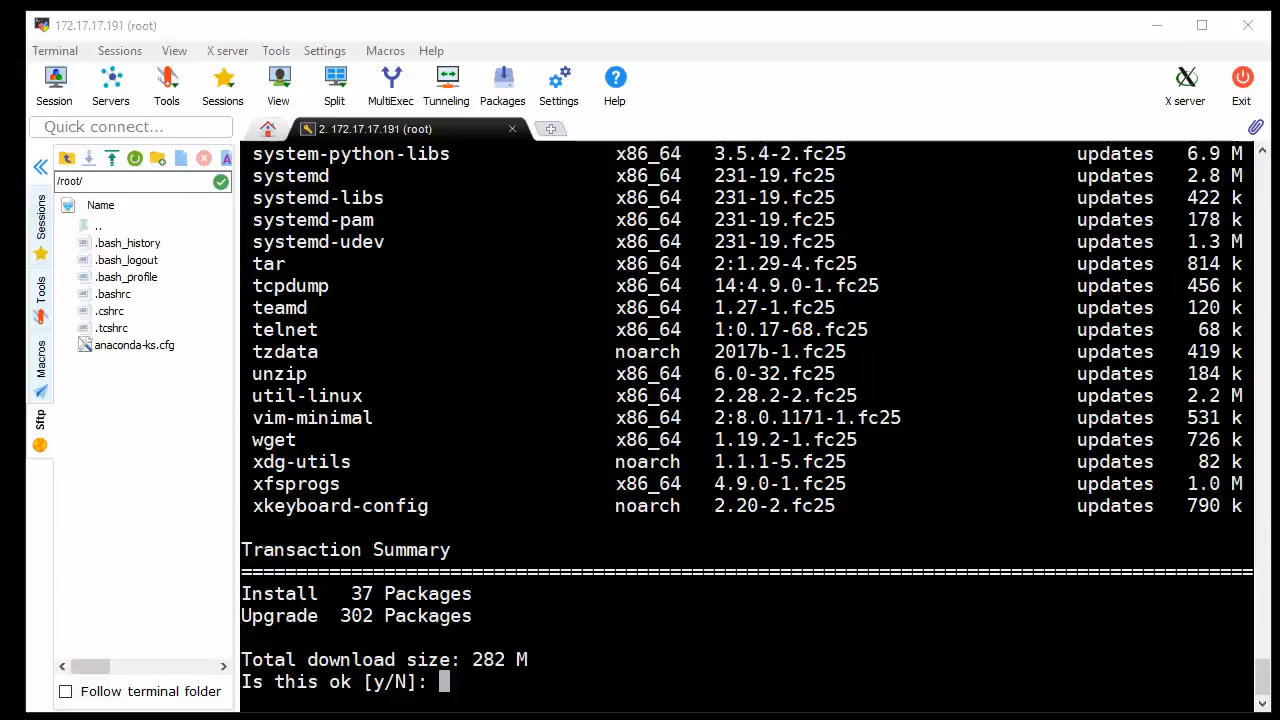 172.17.17.191 (root)
Terminal Sessions View X server Tools Settings Macros Help
Session Servers Tools Sessions View Split MultiExec Tunneling Packages Settings Help X server Exit
Quick connect...
2. 172.17.17.191 (root)
/root/
Name
..
.bash_history
.bash_logout
.bash_profile
.bashrc
.cshrc
.tcshrc
anaconda-ks.cfg
Sessions
Tools
Macros
Sftp
Follow terminal folder
system-python-libs x86_64 3.5.4-2.fc25 updates 6.9 M
systemd x86_64 231-19.fc25 updates 2.8 M
systemd-libs x86_64 231-19.fc25 updates 422 k
systemd-pam x86_64 231-19.fc25 updates 178 k
systemd-udev x86_64 231-19.fc25 updates 1.3 M
tar x86_64 2:1.29-4.fc25 updates 814 k
tcpdump x86_64 14:4.9.0-1.fc25 updates 456 k
teamd x86_64 1.27-1.fc25 updates 120 k
telnet x86_64 1:0.17-68.fc25 updates 68 k
tzdata noarch 2017b-1.fc25 updates 419 k
unzip x86_64 6.0-32.fc25 updates 184 k
util-linux x86_64 2.28.2-2.fc25 updates 2.2 M
vim-minimal x86_64 2:8.0.1171-1.fc25 updates 531 k
wget x86_64 1.19.2-1.fc25 updates 726 k
xdg-utils noarch 1.1.1-5.fc25 updates 82 k
xfsprogs x86_64 4.9.0-1.fc25 updates 1.0 M
xkeyboard-config noarch 2.20-2.fc25 updates 790 k
Transaction Summary
================================================================================
Install 37 Packages
Upgrade 302 Packages
Total download size: 282 M
Is this ok [y/N]: